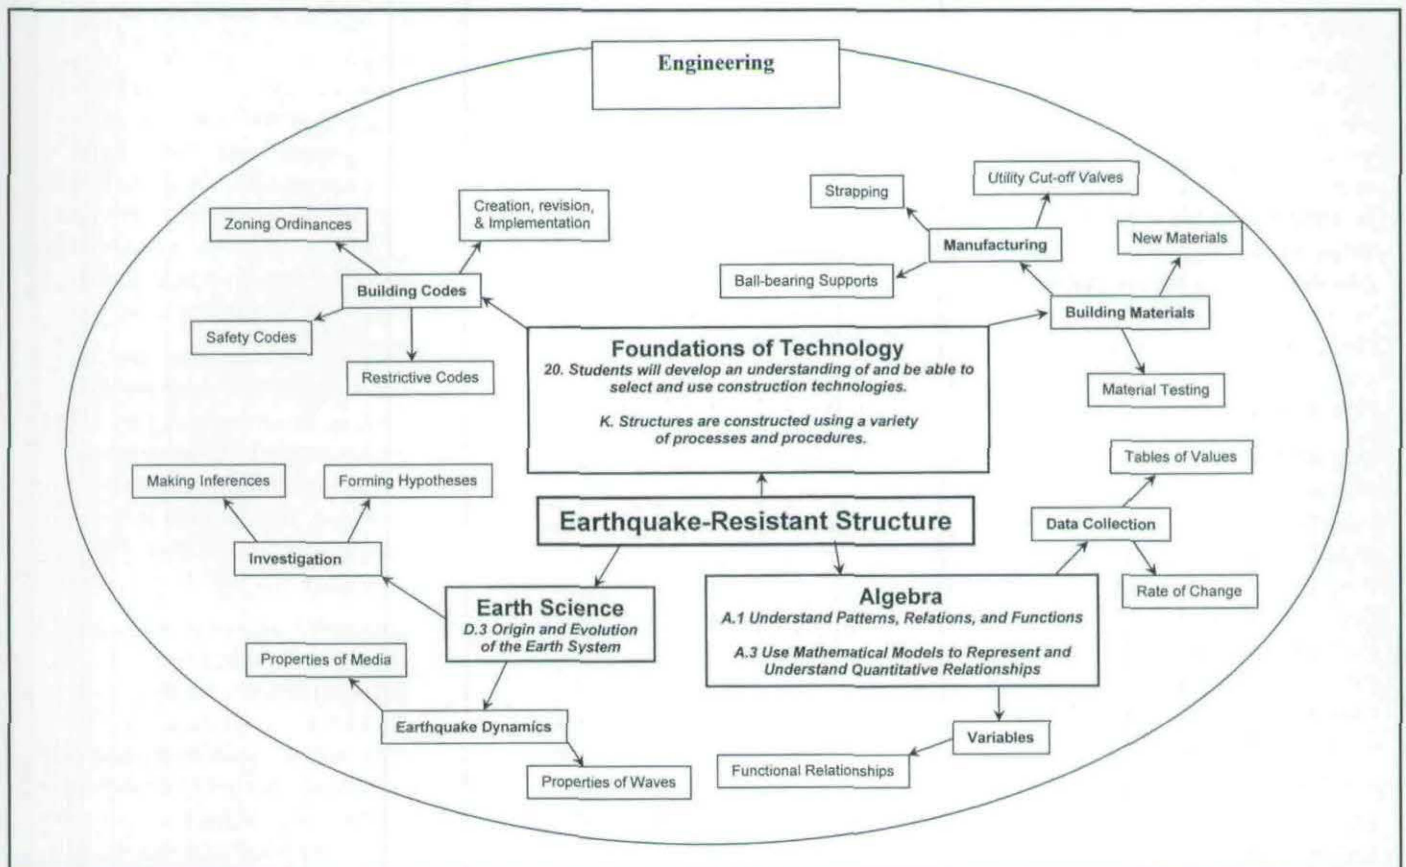 Engineering
Utility Cut-off Valves
Strapping
Creation, revision,
& Implementation
Zoning Ordinances
New Materials
Manufacturing
Ball-bearing Supports
Building Codes
Building Materials
Safety Codes
Foundations of Technology
20. Students will develop an understanding of and be able to
select and use construction technologies.
K. Structures are constructed using a variety
of processes and procedures.
Restrictive Codes
Material Testing
Tables of Values
Making Inferences
Forming Hypotheses
Earthquake-Resistant Structure
Data Collection
Investigation
Rate of Change
Earth Science
D.3 Origin and Evolution
of the Earth System
Algebra
A.1 Understand Patterns, Relations, and Functions
A.3 Use Mathematical Models to Represent and
Understand Quantitative Relationships
Properties of Media
Earthquake Dynamics
Variables
Functional Relationships
Properties of Waves